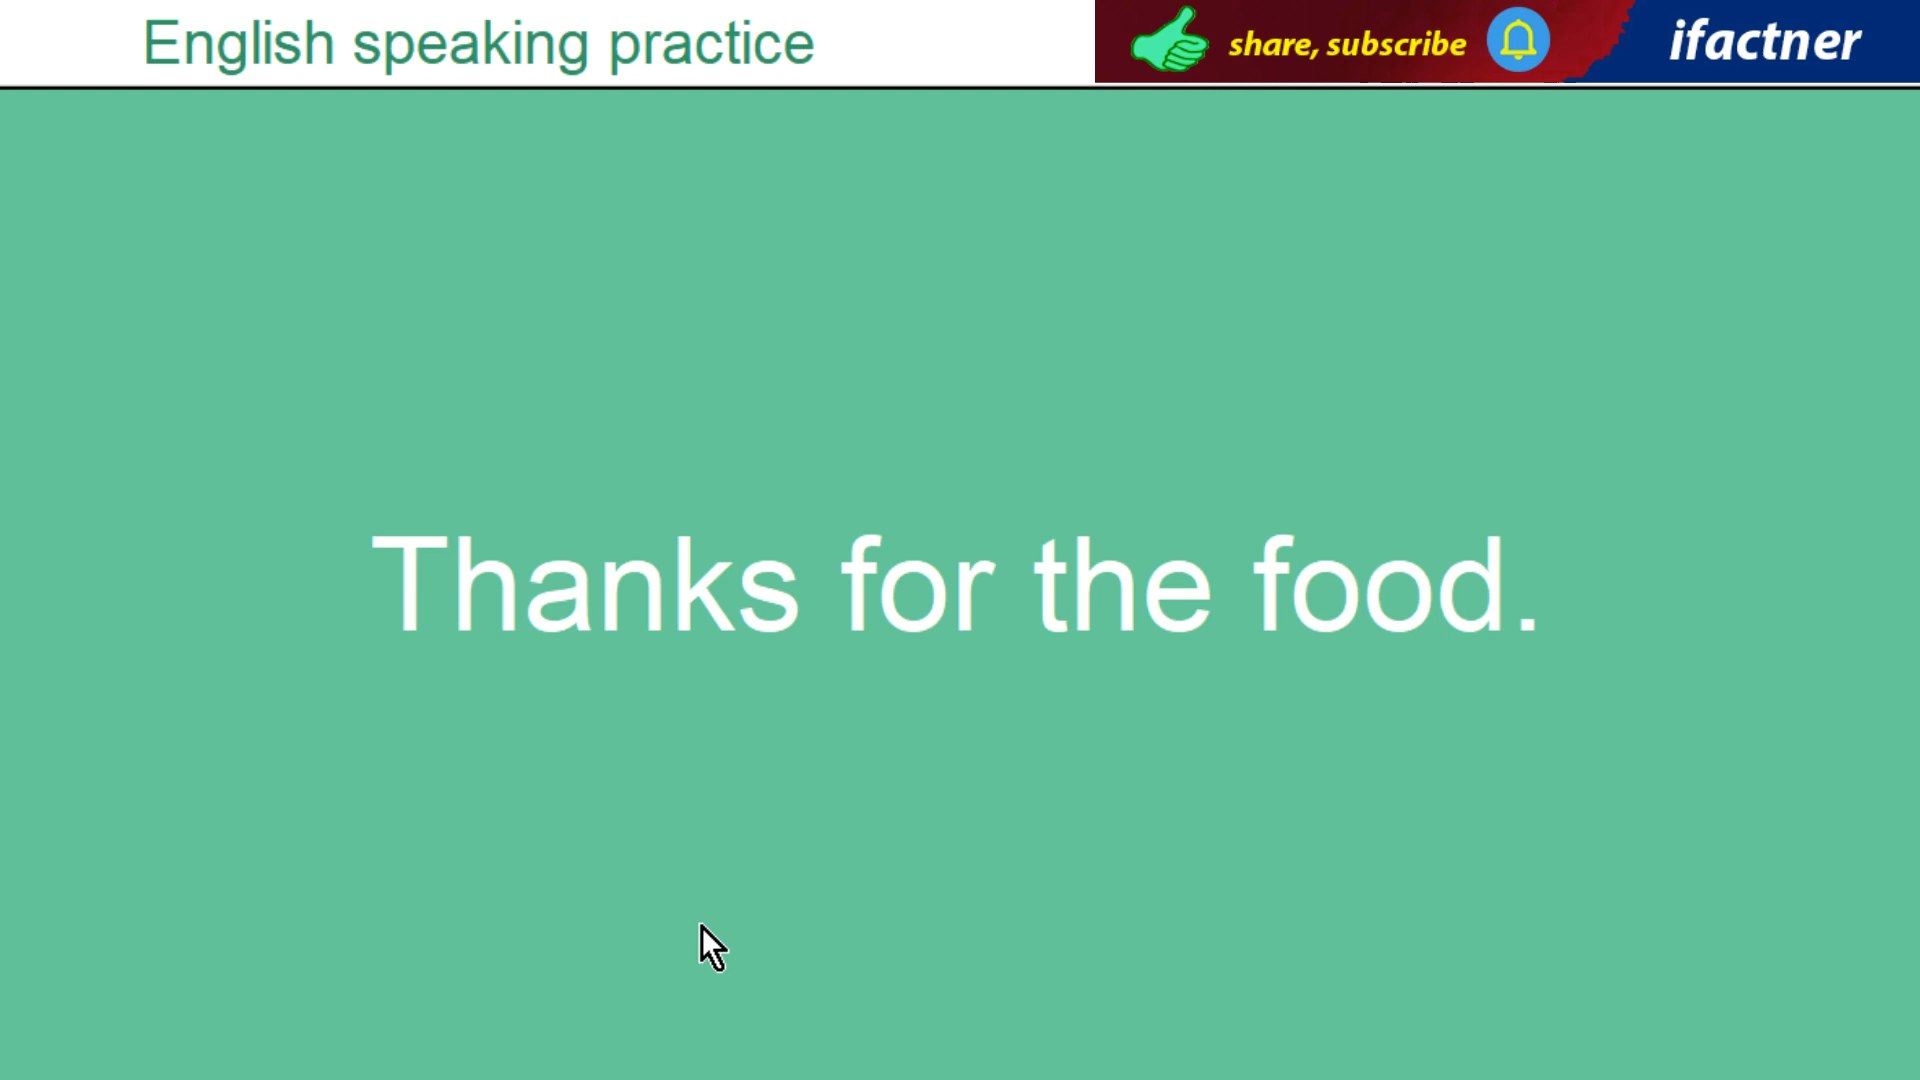 English speaking practice
share, subscribe
ifactner
Thanks for the food.